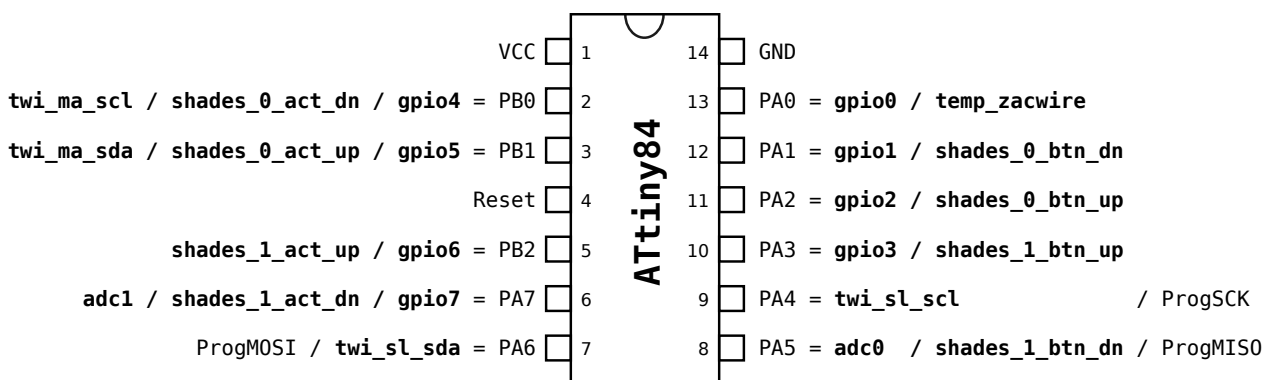 VCC 1 14 GND
twi_ma_scl / shades_0_act_dn / gpio4 = PB0 2 13 PA0 = gpio0 / temp_zacwire
twi_ma_sda / shades_0_act_up / gpio5 = PB1 3 12 PA1 = gpio1 / shades_0_btn_dn
Reset 4 11 PA2 = gpio2 / shades_0_btn_up
shades_1_act_up / gpio6 = PB2 5 10 PA3 = gpio3 / shades_1_btn_up
adc1 / shades_1_act_dn / gpio7 = PA7 6 9 PA4 = twi_sl_scl / ProgSCK
ProgMOSI / twi_sl_sda = PA6 7 8 PA5 = adc0 / shades_1_btn_dn / ProgMISO
ATtiny84